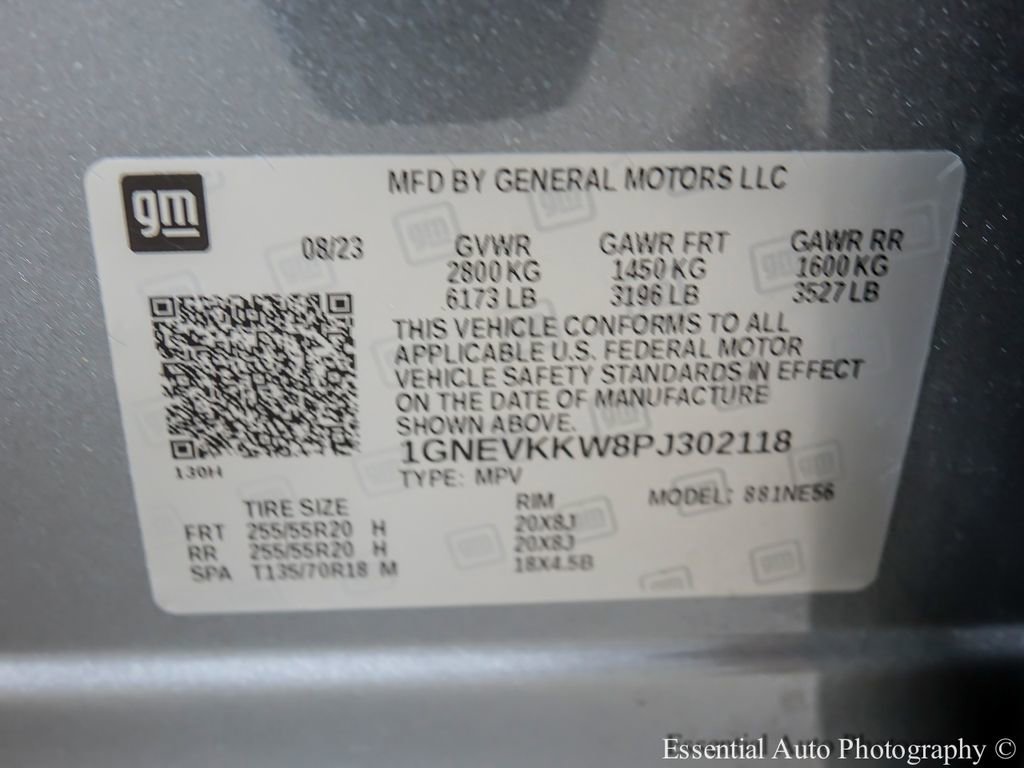 gm
MFD BY GENERAL MOTORS LLC
08/23 GVWR GAWR FRT GAWR RR
2800 KG 1450 KG 1600 KG
6173 LB 3196 LB 3527 LB
THIS VEHICLE CONFORMS TO ALL
APPLICABLE U.S. FEDERAL MOTOR
VEHICLE SAFETY STANDARDS IN EFFECT
ON THE DATE OF MANUFACTURE
SHOWN ABOVE.
1GNEVKKW8PJ302118
130H
TYPE: MPV MODEL: 881NE56
TIRE SIZE RIM
FRT 255/55R20 H 20X8J
RR 255/55R20 H 20X8J
SPA T135/70R18 M 18X4.5B
Essential Auto Photography ©